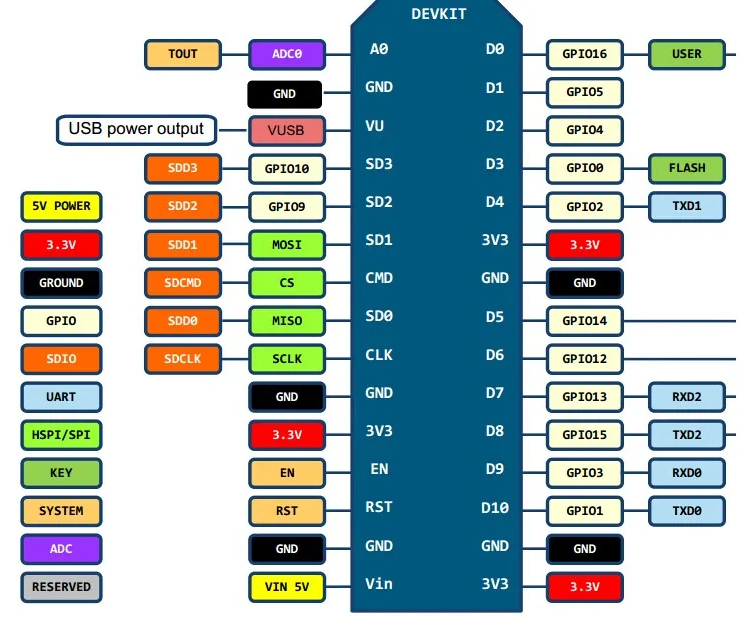 DEVKIT
TOUT ADC0 A0 D0 GPIO16 USER
GND GND D1 GPIO5
USB power output VUSB VU D2 GPIO4
SDD3 GPIO10 SD3 D3 GPIO0 FLASH
5V POWER SDD2 GPIO9 SD2 D4 GPIO2 TXD1
3.3V SDD1 MOSI SD1 3V3 3.3V
GROUND SDCMD CS CMD GND GND
GPIO SDD0 MISO SD0 D5 GPIO14
SDIO SDCLK SCLK CLK D6 GPIO12
UART GND GND D7 GPIO13 RXD2
HSPI/SPI 3.3V 3V3 D8 GPIO15 TXD2
KEY EN EN D9 GPIO3 RXD0
SYSTEM RST RST D10 GPIO1 TXD0
ADC GND GND GND GND
RESERVED VIN 5V Vin 3V3 3.3V